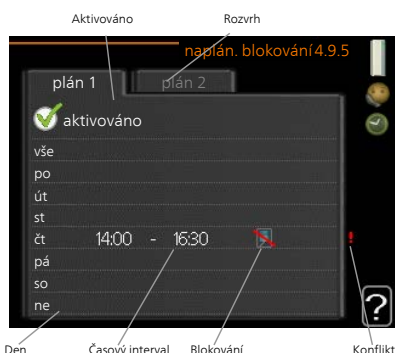 Aktivováno Rozvrh
naplán. blokování 4.9.5
plán 1 plán 2
aktivováno
vše
po
út
st
čt 14:00 - 16:30 !
pá
so
ne
?
Den Časový interval Blokování Konflikt